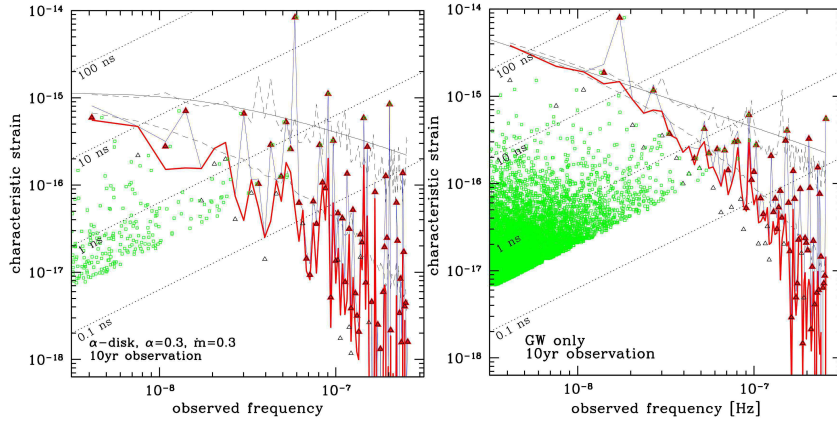 10⁻¹⁴
10⁻¹⁵
10⁻¹⁶
10⁻¹⁷
10⁻¹⁸
characteristic strain
100 ns
10 ns
1 ns
0.1 ns
α-disk, α=0.3, ṁ=0.3
10yr observation
10⁻⁸
10⁻⁷
observed frequency
10⁻¹⁴
10⁻¹⁵
10⁻¹⁶
10⁻¹⁷
10⁻¹⁸
characteristic strain
100 ns
10 ns
1 ns
0.1 ns
GW only
10yr observation
10⁻⁸
10⁻⁷
observed frequency [Hz]